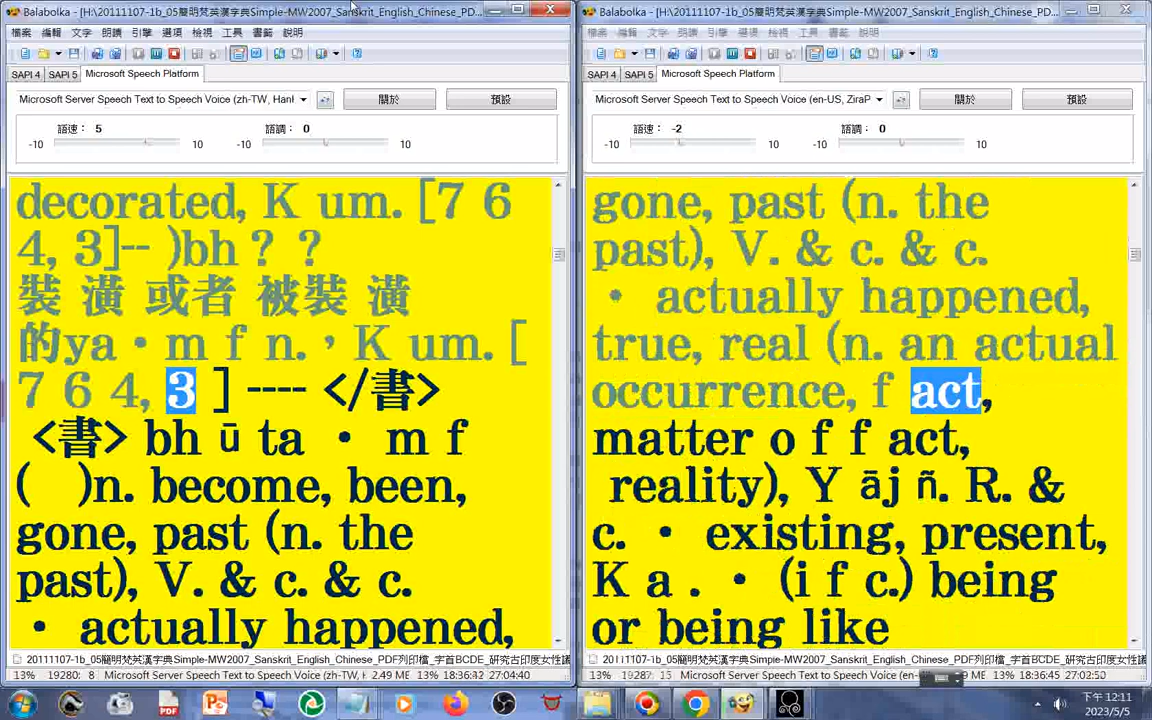 Balabolka - [H:\20111107-1b_05簡明梵英漢字典Simple-MW2007_Sanskrit_English_Chinese_PD...
檔案 編輯 文字 朗讀 引擎 選項 檢視 工具 書籤 說明
SAPI 4 SAPI 5 Microsoft Speech Platform
Microsoft Server Speech Text to Speech Voice (zh-TW, Hanl
關於 預設
語速： 5 語調： 0
-10 10 -10 10
decorated, K um. [7 6
4, 3]-- )bh ? ?
裝 潢 或者 被裝 潢
的ya • m f n. , K um. [
7 6 4, 3 ] ---- </書>
<書> bh ū ta • m f
( )n. become, been,
gone, past (n. the
past), V. & c. & c.
• actually happened,
20111107-1b_05簡明梵英漢字典Simple-MW2007_Sanskrit_English_Chinese_PDF列印檔_字首BCDE_研究古印度女性議
13% 19280: 8 Microsoft Server Speech Text to Speech Voice (zh-TW, H 2.49 ME 13% 18:36:32 27:04:40
Balabolka - [H:\20111107-1b_05簡明梵英漢字典Simple-MW2007_Sanskrit_English_Chinese_PD...
檔案 編輯 文字 朗讀 引擎 選項 檢視 工具 書籤 說明
SAPI 4 SAPI 5 Microsoft Speech Platform
Microsoft Server Speech Text to Speech Voice (en-US, ZiraP
關於 預設
語速： -2 語調： 0
-10 10 -10 10
gone, past (n. the
past), V. & c. & c.
• actually happened,
true, real (n. an actual
occurrence, f act,
matter o f f act,
reality), Y āj ñ. R. &
c. • existing, present,
K a . • (i f c.) being
or being like
20111107-1b_05簡明梵英漢字典Simple-MW2007_Sanskrit_English_Chinese_PDF列印檔_字首BCDE_研究古印度女性議
13% 19287: 15 Microsoft Server Speech Text to Speech Voice (en-US, 13% 18:36:45 27:02:50
下午 12:11
2023/5/5